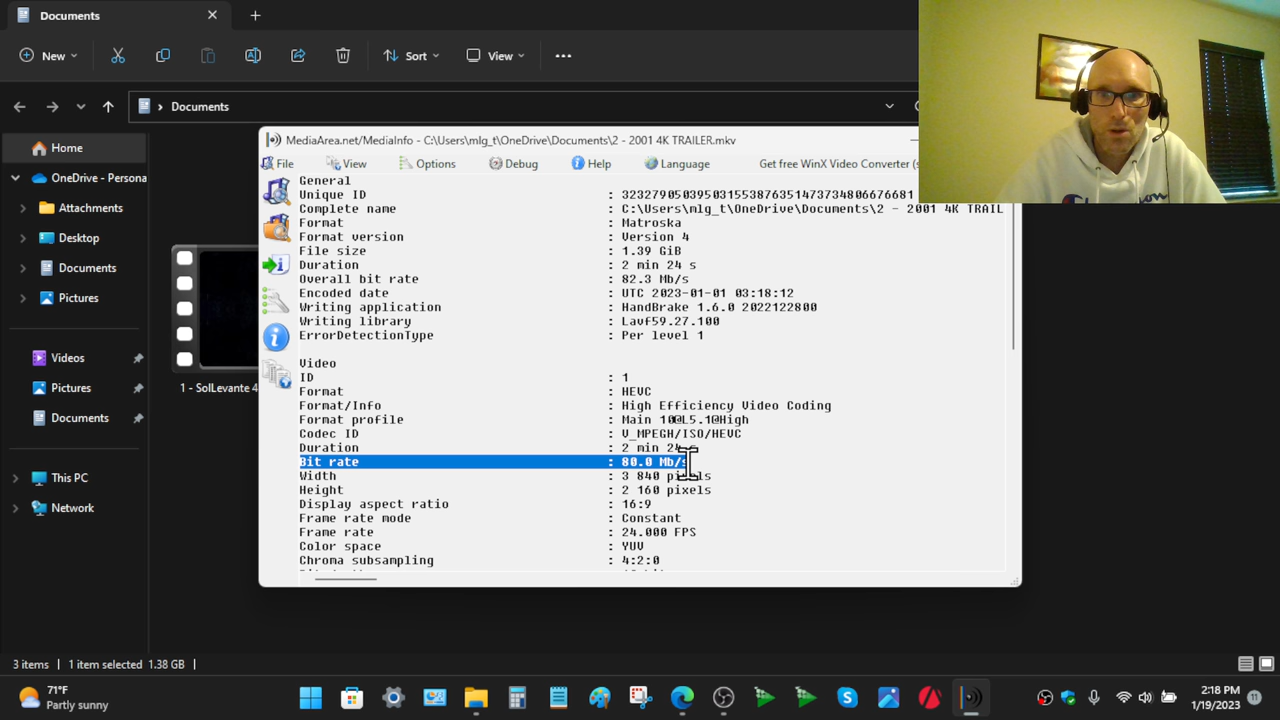 Documents
New
Sort
View
Documents
MediaArea.net/MediaInfo - C:\Users\mlg_t\OneDrive\Documents\2 - 2001 4K TRAILER.mkv
File View Options Debug Help Language Get free WinX Video Converter (s
Home
OneDrive - Persona
Attachments
Desktop
Documents
Pictures
Videos
Pictures
Documents
This PC
Network
1 - SolLevante 4
General
Unique ID : 323279050395031553876351473734806676681
Complete name : C:\Users\mlg_t\OneDrive\Documents\2 - 2001 4K TRAIL
Format : Matroska
Format version : Version 4
File size : 1.39 GiB
Duration : 2 min 24 s
Overall bit rate : 82.3 Mb/s
Encoded date : UTC 2023-01-01 03:18:12
Writing application : HandBrake 1.6.0 2022122800
Writing library : Lavf59.27.100
ErrorDetectionType : Per level 1
Video
ID : 1
Format : HEVC
Format/Info : High Efficiency Video Coding
Format profile : Main 10@L5.1@High
Codec ID : V_MPEGH/ISO/HEVC
Duration : 2 min 24 s
Bit rate : 80.0 Mb/s
Width : 3 840 pixels
Height : 2 160 pixels
Display aspect ratio : 16:9
Frame rate mode : Constant
Frame rate : 24.000 FPS
Color space : YUV
Chroma subsampling : 4:2:0
3 items 1 item selected 1.38 GB
71°F
Partly sunny
2:18 PM
1/19/2023
11